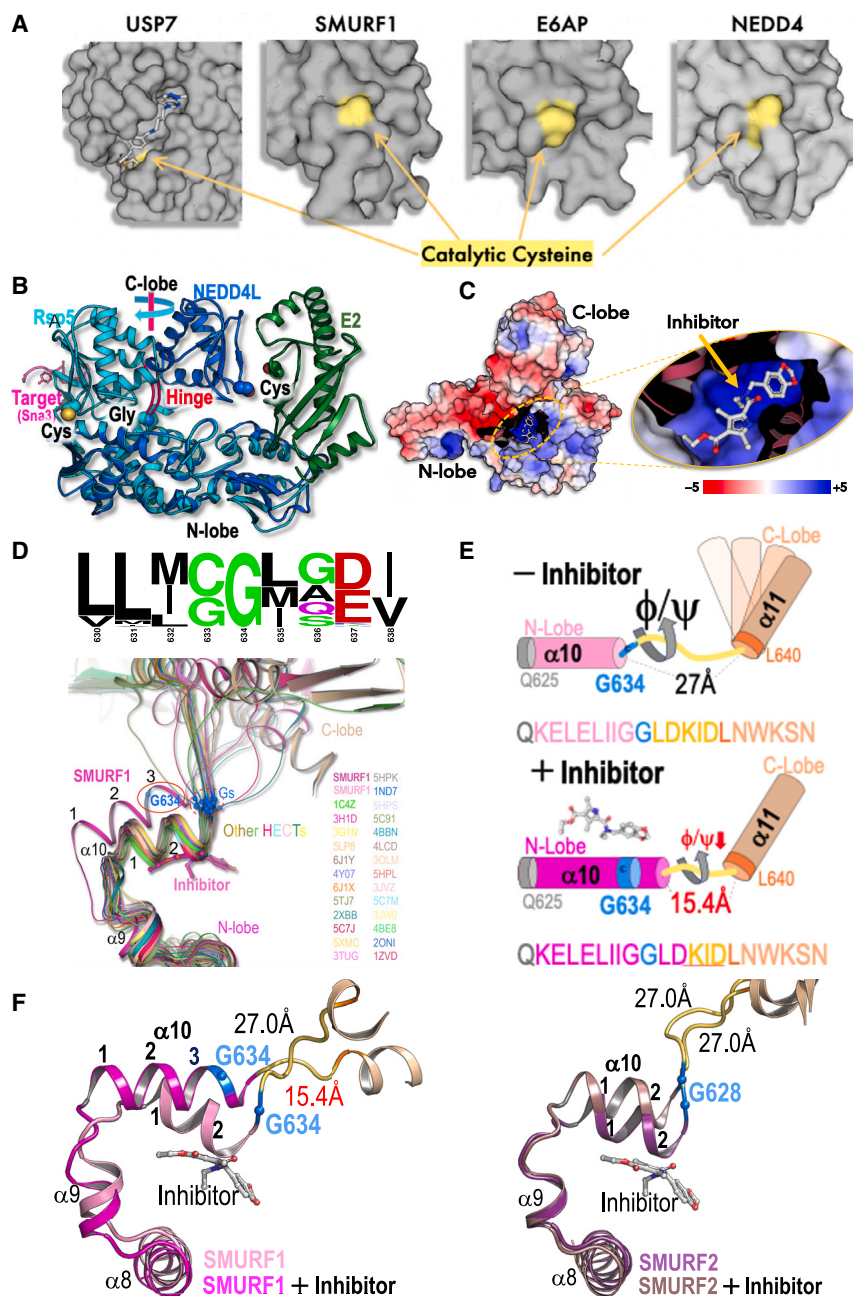 A
USP7 SMURF1 E6AP NEDD4
Catalytic Cysteine
B
C-lobe
NEDD4L
Rsp5
A
E2
Target
(Sna3)
Cys
Gly
Hinge
Cys
N-lobe
C
C-lobe
Inhibitor
N-lobe
−5 +5
D
630 631 632 633 634 635 636 637 638
C-lobe
SMURF1
3
2
1
G634
Gs
Other HECTs
α10
1
2
Inhibitor
α9
N-lobe
SMURF1 5HPK
SMURF1 1ND7
1C4Z 5HPS
3H1D 5C91
3G1N 4BBN
5LP8 4LCD
6J1Y 3OLM
4Y07 5HPL
6J1X 3JVZ
5TJ7 5C7M
2XBB 3JW0
5C7J 4BE8
5XMC 2ONI
3TUG 1ZVD
E
− Inhibitor
C-Lobe
ϕ/ψ
N-Lobe
α10
α11
Q625
G634
27Å
L640
QKELELIIGGLDKIDLNWKSN
+ Inhibitor
C-Lobe
N-Lobe
ϕ/ψ
α10
α11
Q625
G634
15.4Å
L640
QKELELIIGGLDKIDLNWKSN
F
27.0Å
α10
1 2 3 G634
15.4Å
1
2
G634
Inhibitor
α9
α8
SMURF1
SMURF1 + Inhibitor
27.0Å
27.0Å
α10
1 2
G628
1 2
Inhibitor
α9
α8
SMURF2
SMURF2 + Inhibitor